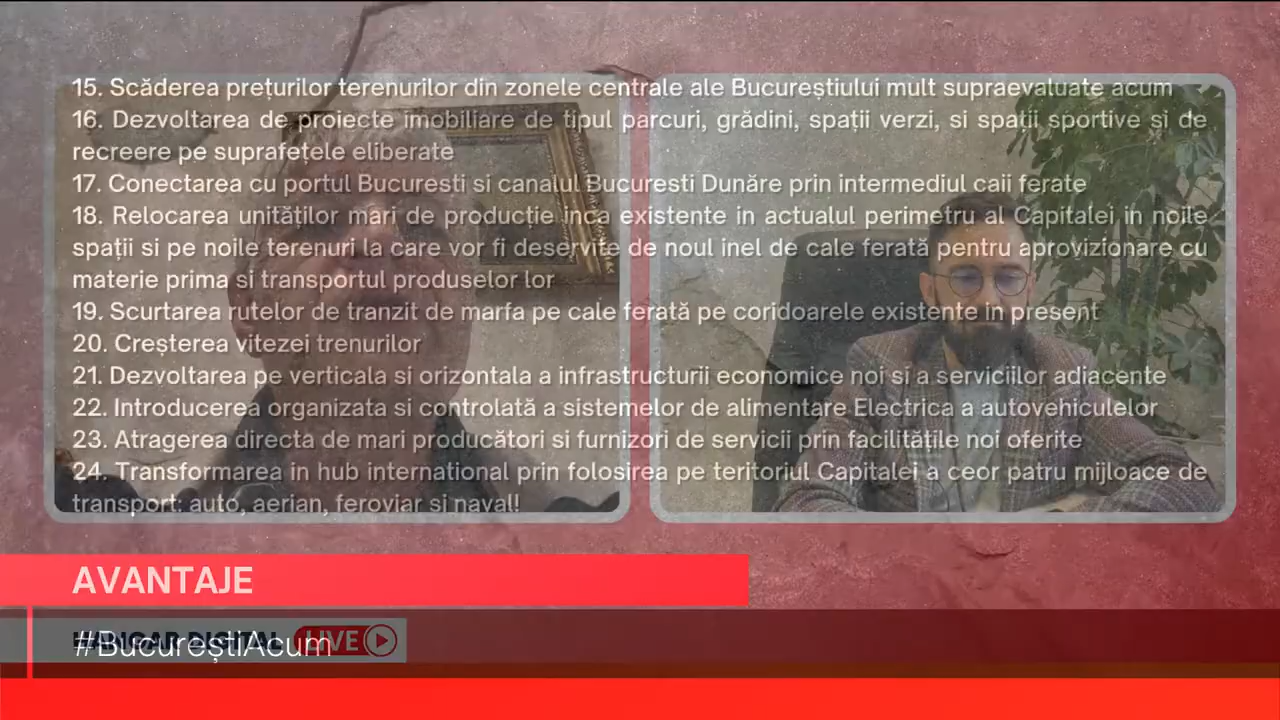 15. Scăderea prețurilor terenurilor din zonele centrale ale Bucureștiului mult supraevaluate acum
16. Dezvoltarea de proiecte imobiliare de tipul parcuri, grădini, spații verzi, si spații sportive si de
recreere pe suprafețele eliberate
17. Conectarea cu portul Bucuresti si canalul Bucuresti Dunăre prin intermediul caii ferate
18. Relocarea unităților mari de producție inca existente in actualul perimetru al Capitalei in noile
spații si pe noile terenuri la care vor fi deservite de noul inel de cale ferată pentru aprovizionare cu
materie prima si transportul produselor lor
19. Scurtarea rutelor de tranzit de marfa pe cale ferată pe coridoarele existente in present
20. Creșterea vitezei trenurilor
21. Dezvoltarea pe verticala si orizontala a infrastructurii economice noi si a serviciilor adiacente
22. Introducerea organizata si controlată a sistemelor de alimentare Electrica a autovehiculelor
23. Atragerea directa de mari producători si furnizori de servicii prin facilitățile noi oferite
24. Transformarea in hub international prin folosirea pe teritoriul Capitalei a ceor patru mijloace de
transport: auto, aerian, feroviar si naval!
AVANTAJE
HANGAR DIGITAL LIVE
#BucureștiAcum